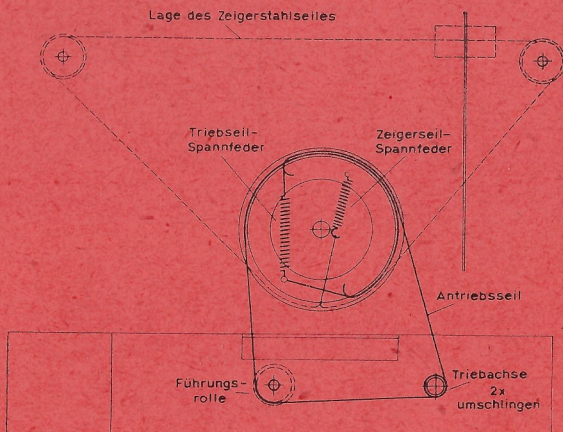 Lage des Zeigerstahlseiles
Triebseil-
Spannfeder
Zeigerseil-
Spannfeder
Antriebsseil
Führungs-
rolle
Triebachse
2x
umschlingen